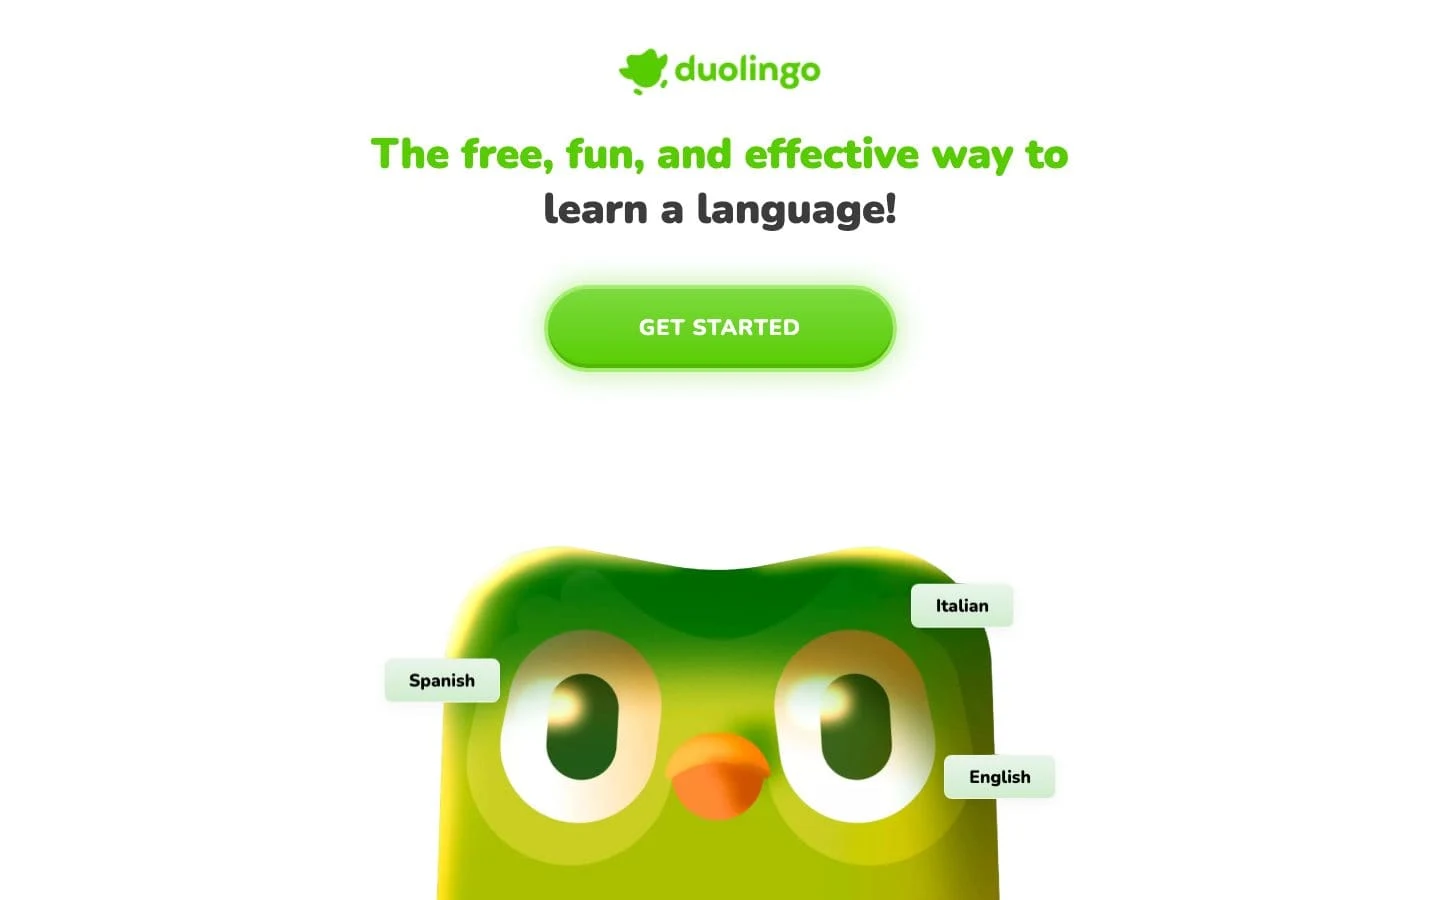 duolingo
The free, fun, and effective way to
learn a language!
GET STARTED
Italian
Spanish
English